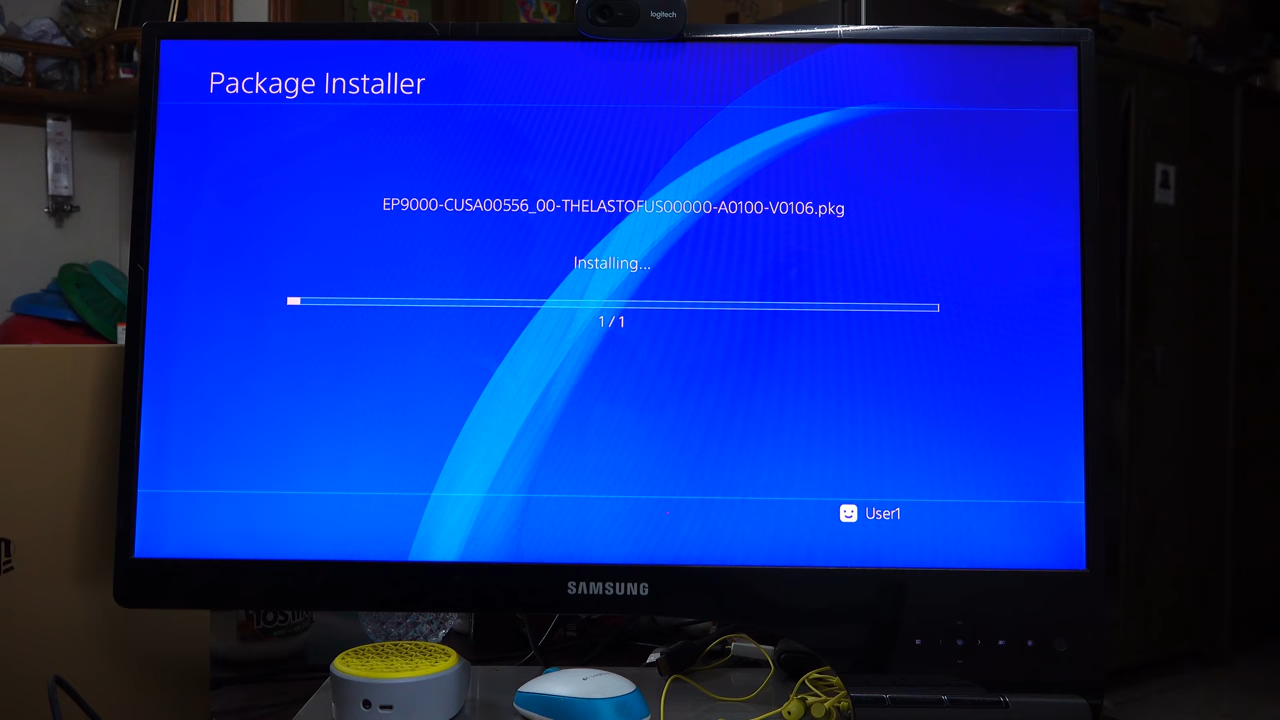 logitech
Package Installer
EP9000-CUSA00556_00-THELASTOFUS00000-A0100-V0106.pkg
Installing...
1 / 1
User1
SAMSUNG